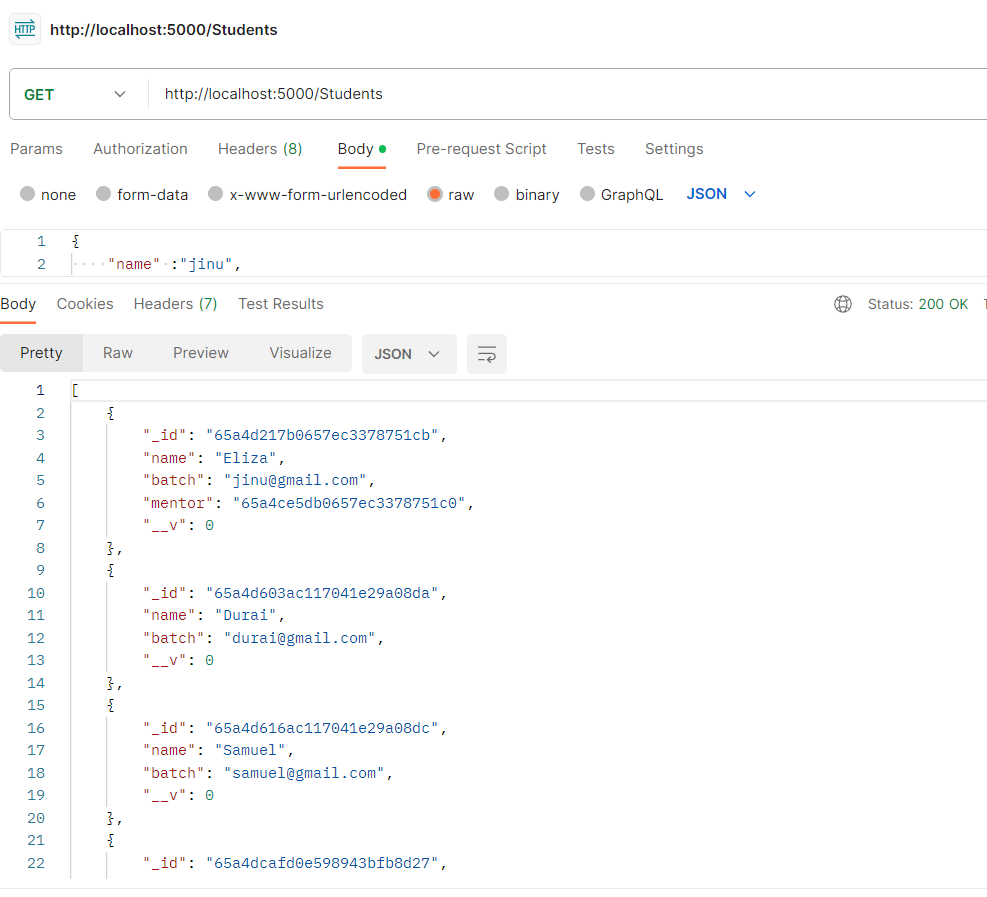 HTTP http://localhost:5000/Students
GET http://localhost:5000/Students
Params Authorization Headers (8) Body Pre-request Script Tests Settings
none form-data x-www-form-urlencoded raw binary GraphQL JSON
1 {
2 ····"name"·:"jinu",
Body Cookies Headers (7) Test Results Status: 200 OK
Pretty Raw Preview Visualize JSON
1 [
2 {
3 "_id": "65a4d217b0657ec3378751cb",
4 "name": "Eliza",
5 "batch": "jinu@gmail.com",
6 "mentor": "65a4ce5db0657ec3378751c0",
7 "__v": 0
8 },
9 {
10 "_id": "65a4d603ac117041e29a08da",
11 "name": "Durai",
12 "batch": "durai@gmail.com",
13 "__v": 0
14 },
15 {
16 "_id": "65a4d616ac117041e29a08dc",
17 "name": "Samuel",
18 "batch": "samuel@gmail.com",
19 "__v": 0
20 },
21 {
22 "_id": "65a4dcafd0e598943bfb8d27",